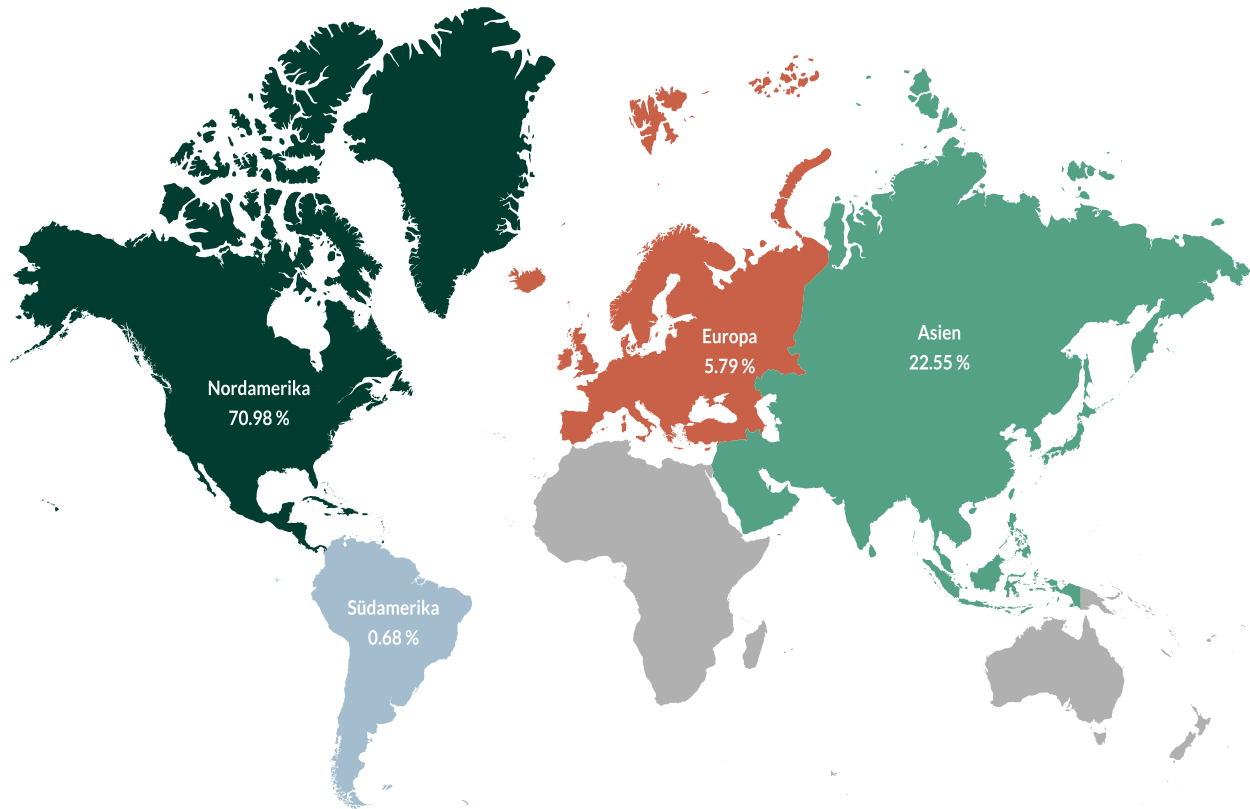 Nordamerika
70.98 %
Europa
5.79 %
Asien
22.55 %
Südamerika
0.68 %